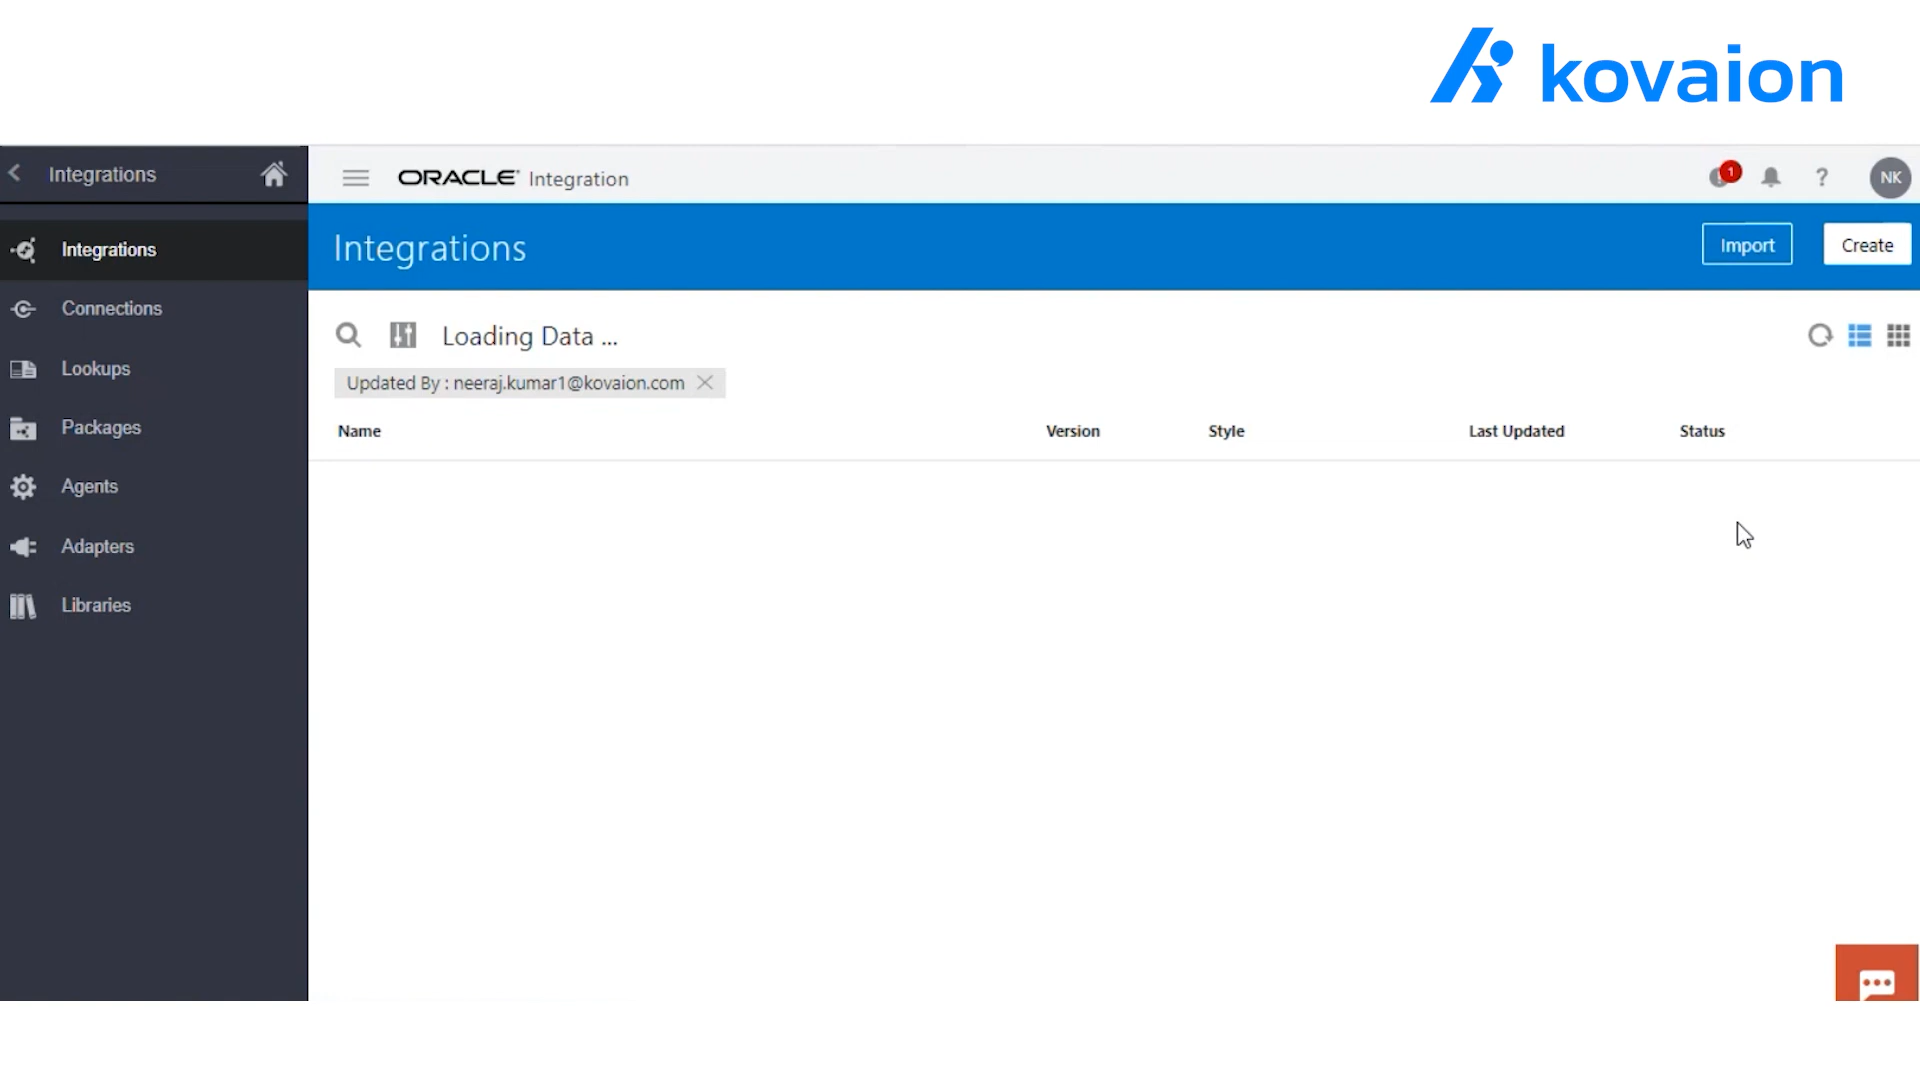 kovaion
Integrations
ORACLE Integration
1
?
NK
Integrations
Import
Create
Integrations
Connections
Lookups
Packages
Agents
Adapters
Libraries
Loading Data ...
Updated By : neeraj.kumar1@kovaion.com
Name Version Style Last Updated Status